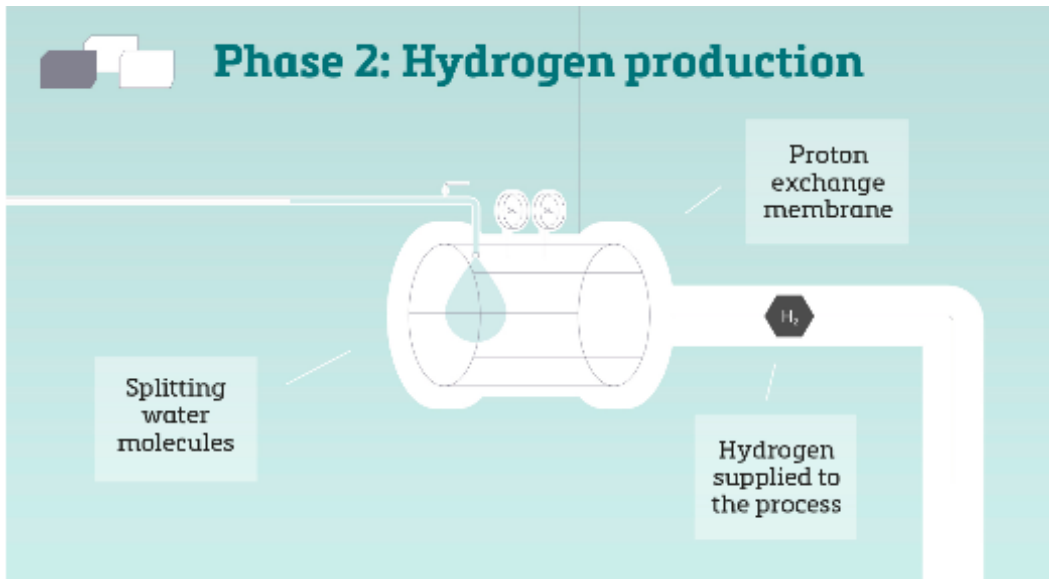 Phase 2: Hydrogen production
Proton
exchange
membrane
Splitting
water
molecules
H₂
Hydrogen
supplied to
the process